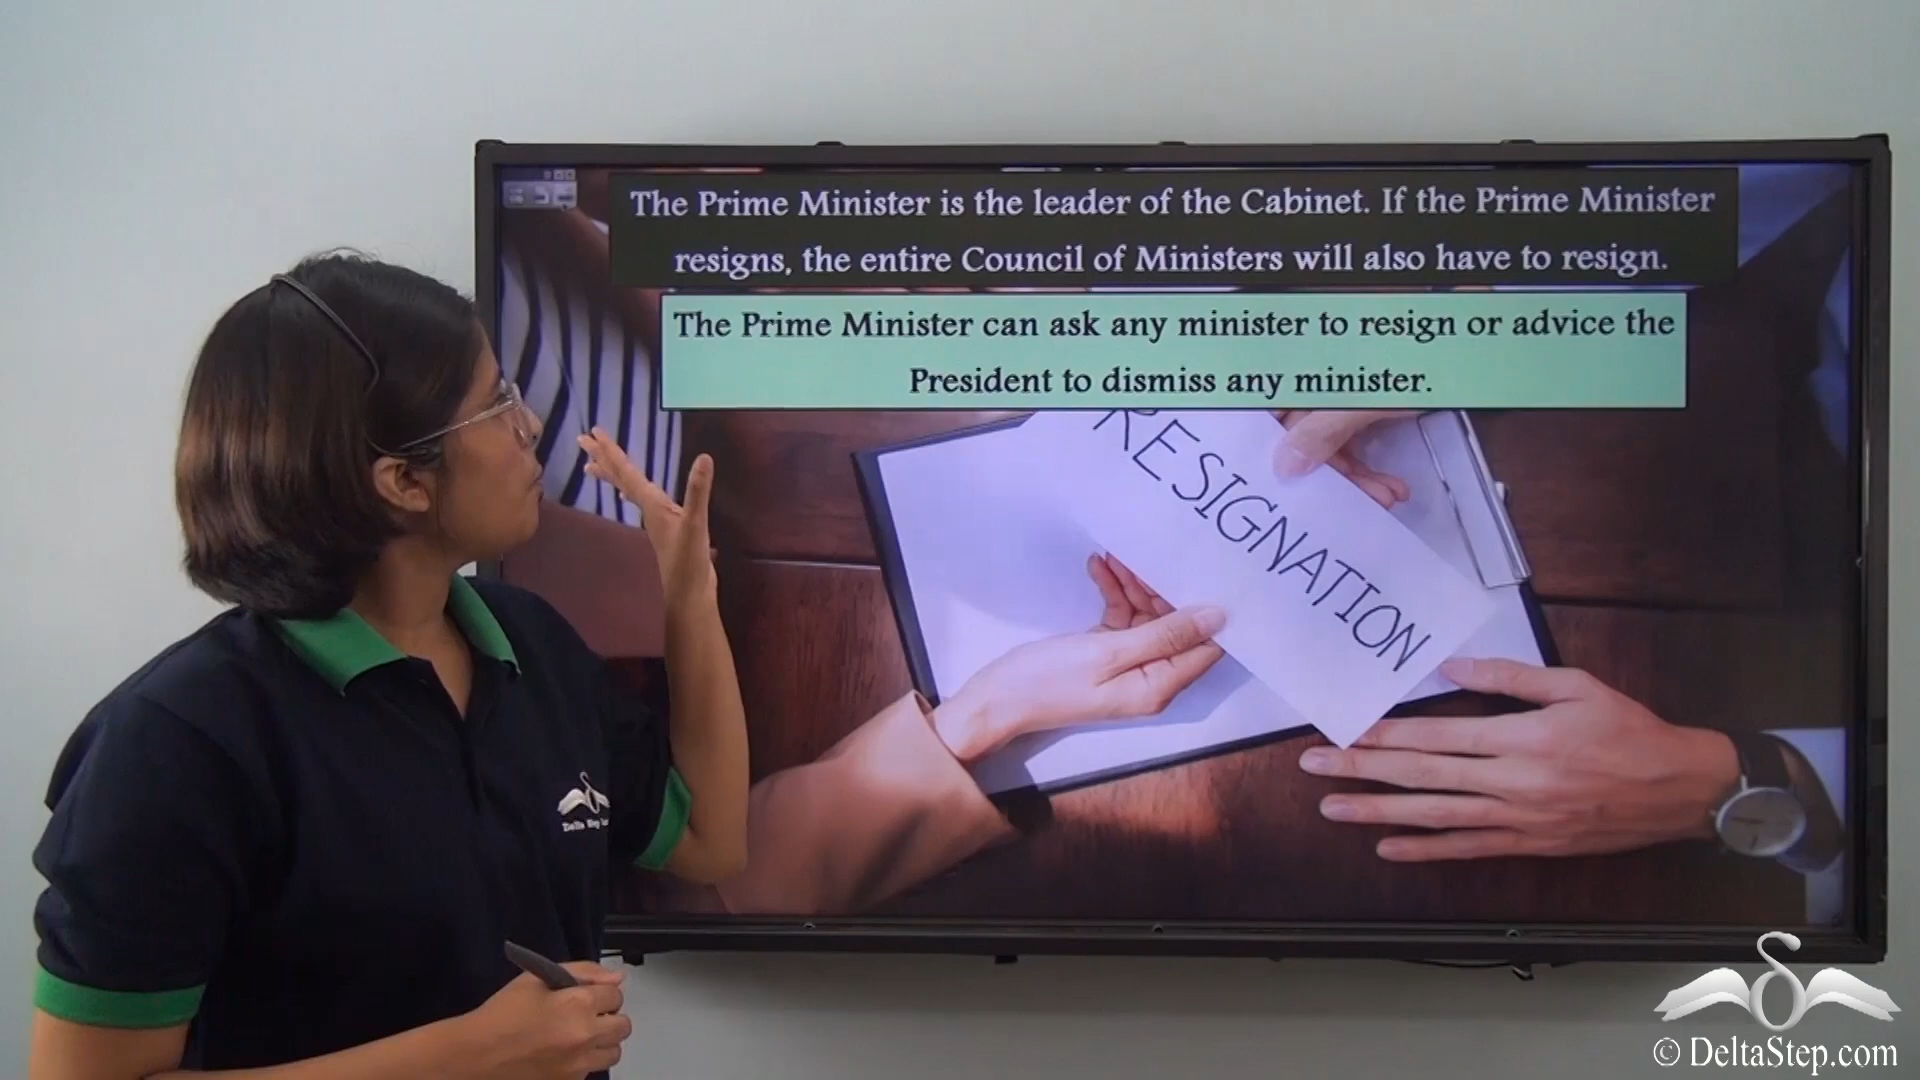 The Prime Minister is the leader of the Cabinet. If the Prime Minister
resigns, the entire Council of Ministers will also have to resign.
The Prime Minister can ask any minister to resign or advice the
President to dismiss any minister.
RESIGNATION
Delta Step
© DeltaStep.com